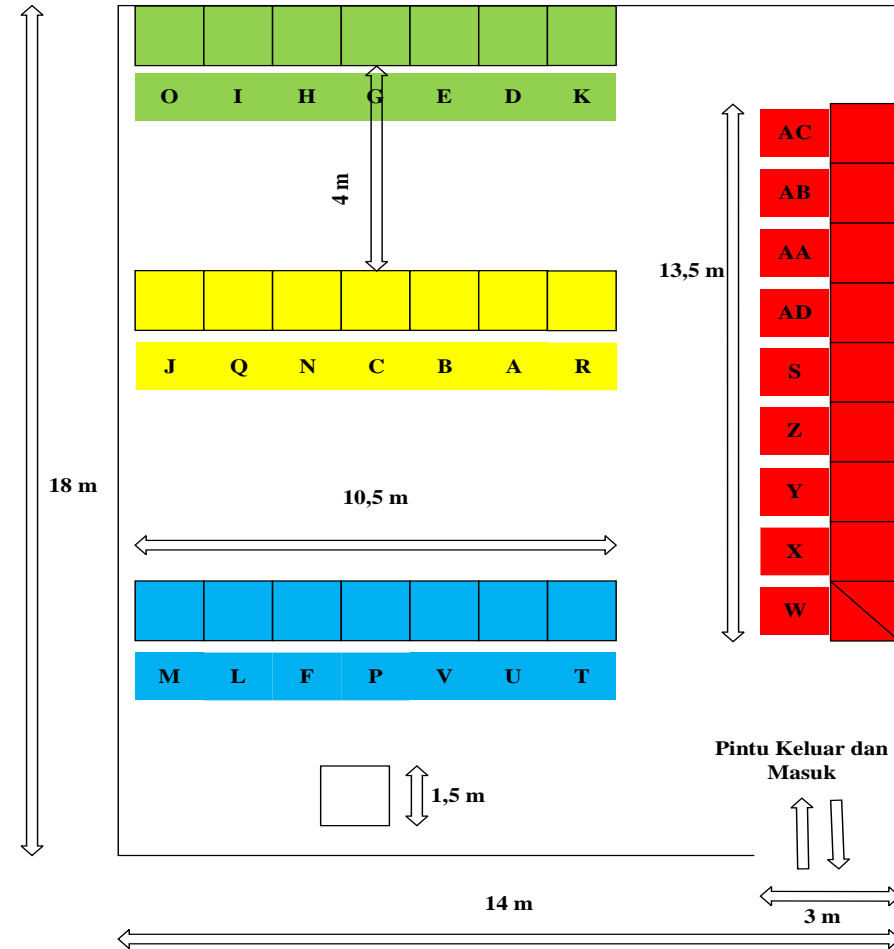 O I H G E D K
4 m
AC
AB
AA
AD
S
Z
Y
X
W
13,5 m
J Q N C B A R
18 m
10,5 m
M L F P V U T
Pintu Keluar dan
Masuk
1,5 m
14 m
3 m